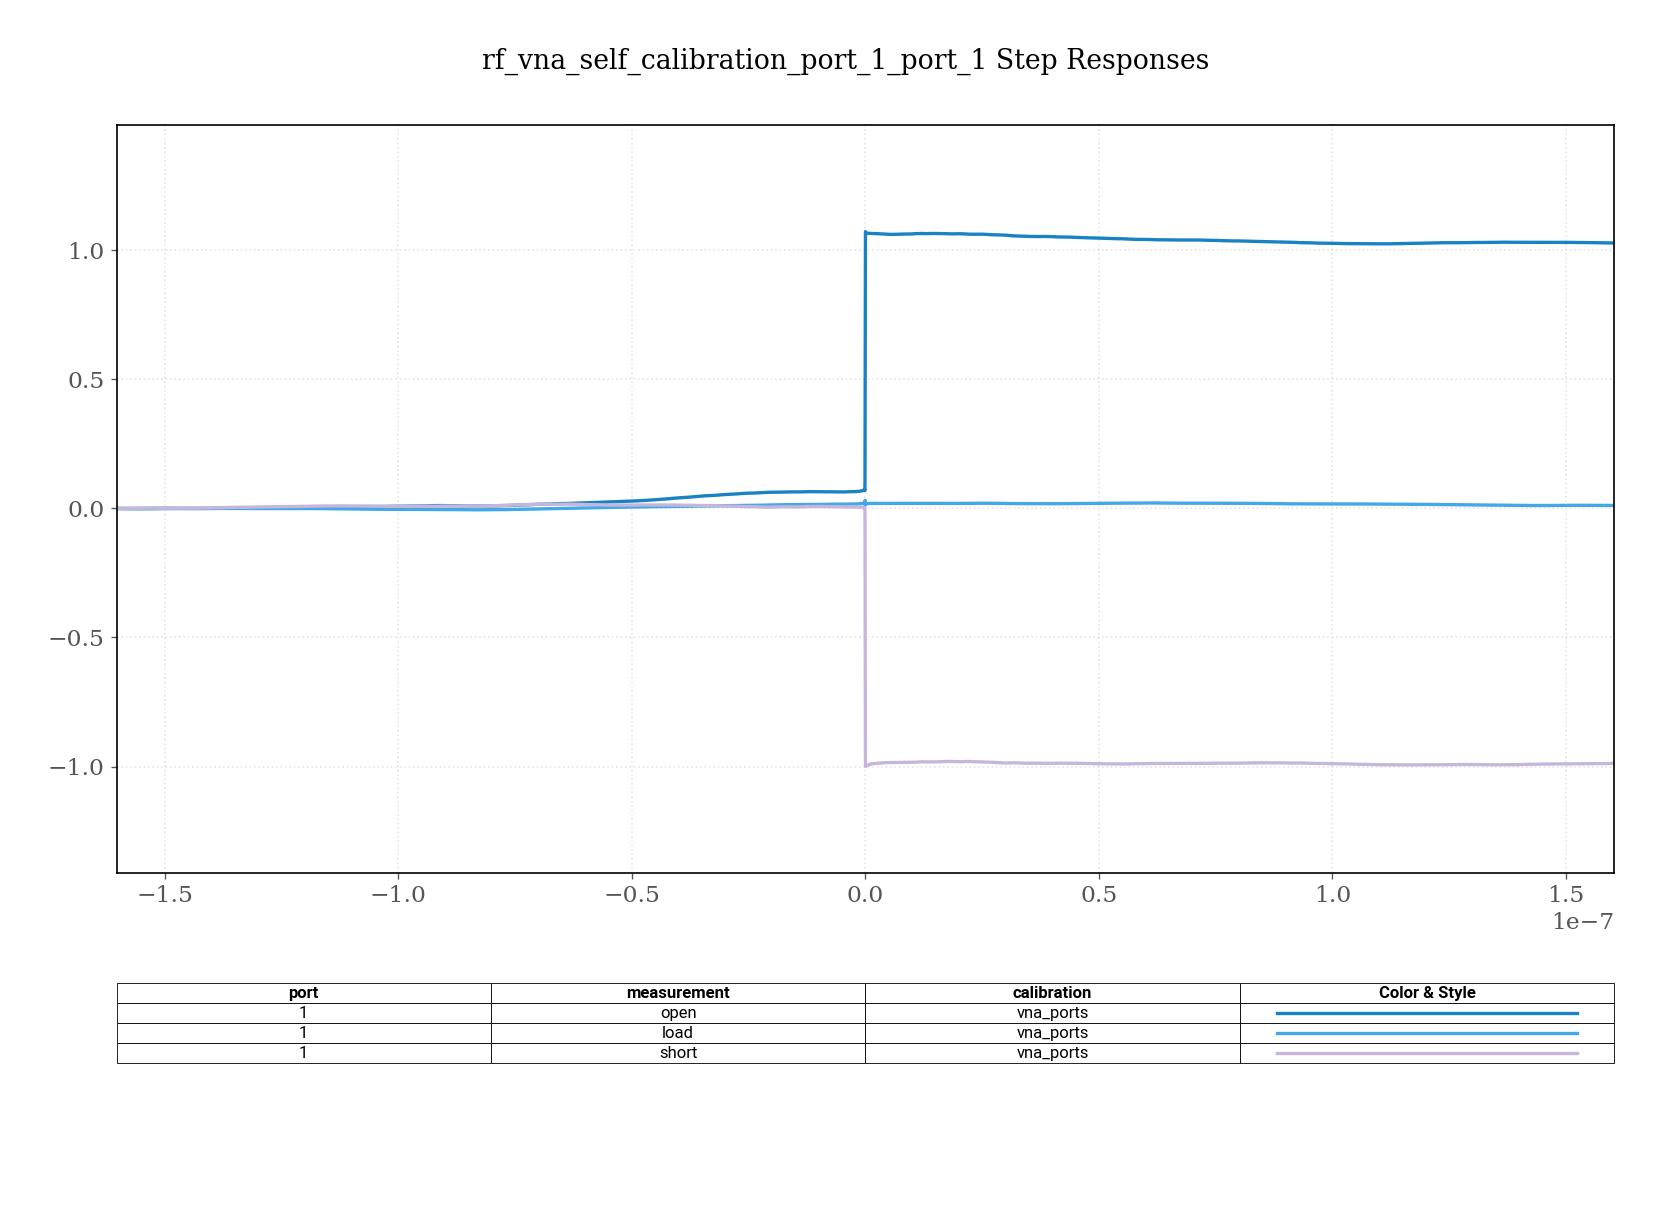 rf_vna_self_calibration_port_1_port_1 Step Responses
1.0
0.5
0.0
−0.5
−1.0
−1.5 −1.0 −0.5 0.0 0.5 1.0 1.5
1e−7
port measurement calibration Color & Style
1 open vna_ports
1 load vna_ports
1 short vna_ports